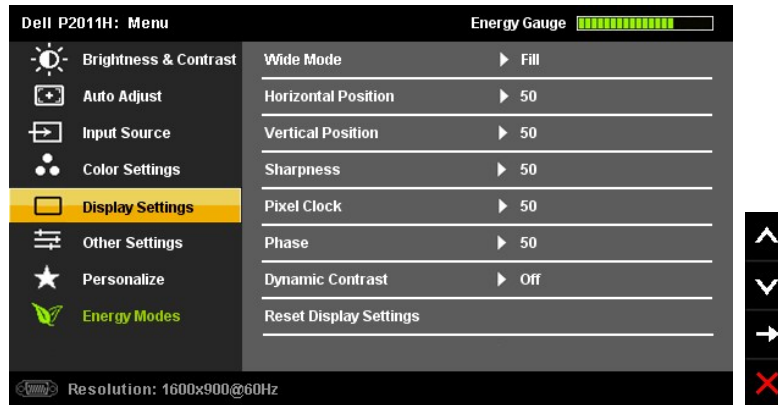 Dell P2011H: Menu Energy Gauge
Brightness & Contrast Wide Mode Fill
Auto Adjust Horizontal Position 50
Input Source Vertical Position 50
Color Settings Sharpness 50
Display Settings Pixel Clock 50
Other Settings Phase 50
Personalize Dynamic Contrast Off
Energy Modes Reset Display Settings
Resolution: 1600x900@60Hz